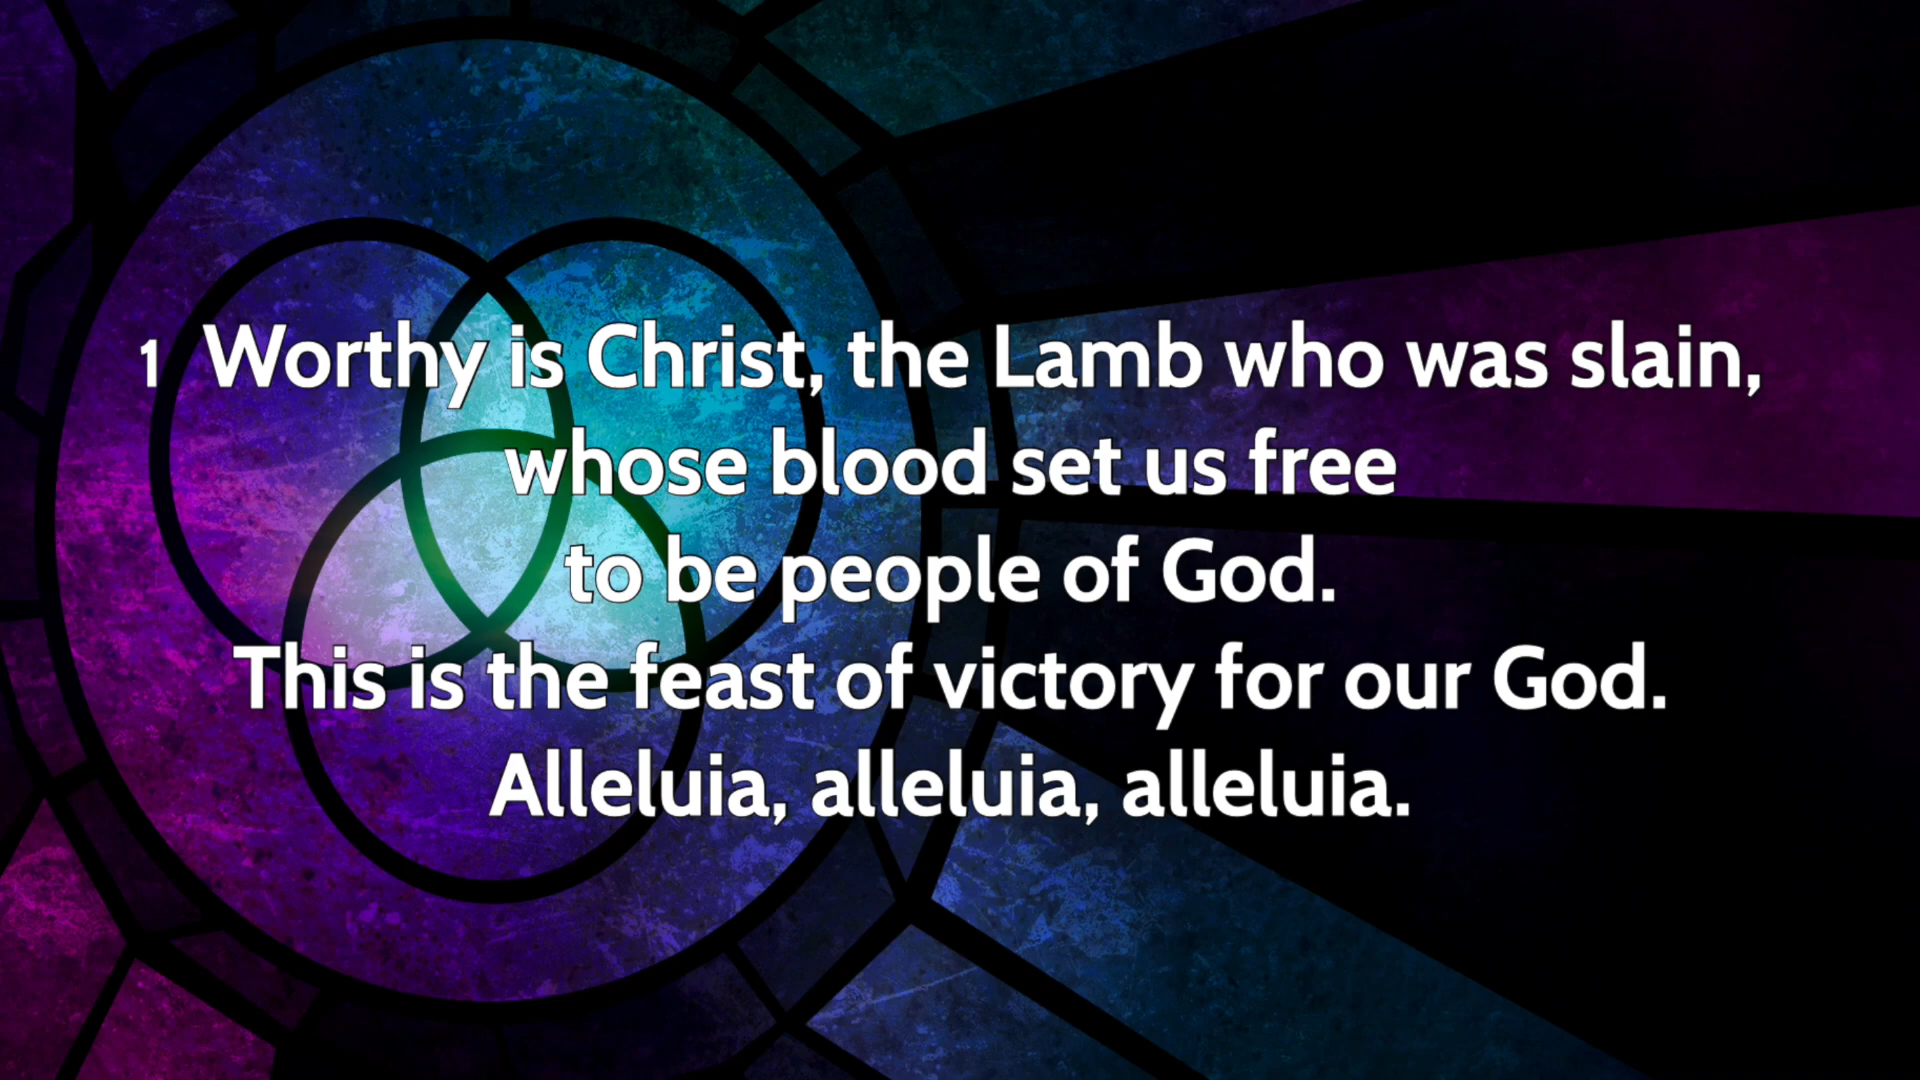 1 Worthy is Christ, the Lamb who was slain,
whose blood set us free
to be people of God.
This is the feast of victory for our God.
Alleluia, alleluia, alleluia.